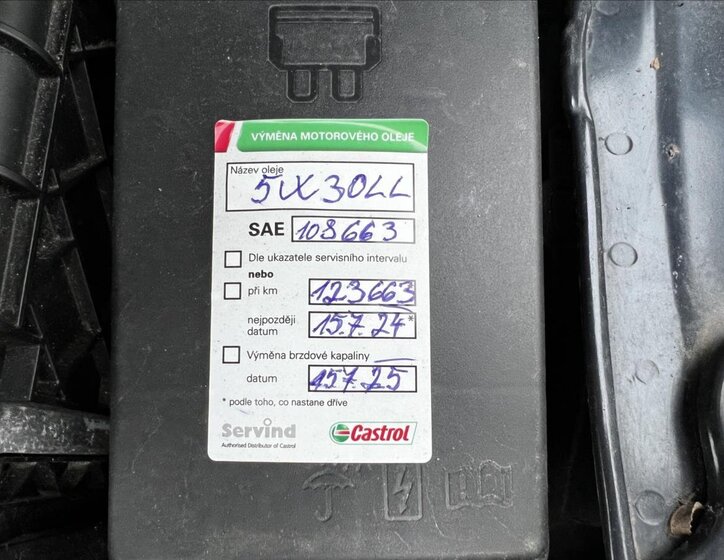 VÝMĚNA MOTOROVÉHO OLEJE
Název oleje
5W30LL
SAE 108663
Dle ukazatele servisního intervalu
nebo
při km 123663
nejpozději
datum 15.7.24*
Výměna brzdové kapaliny
datum 15.7.25
* podle toho, co nastane dříve
Servind Castrol
Authorised Distributor of Castrol